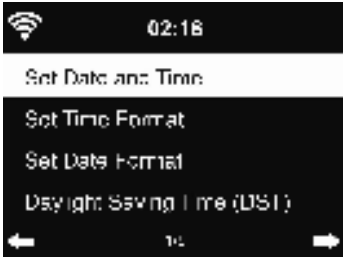 02:16
Set Date and Time
Set Time Format
Set Date Format
Daylight Saving Time (DST)